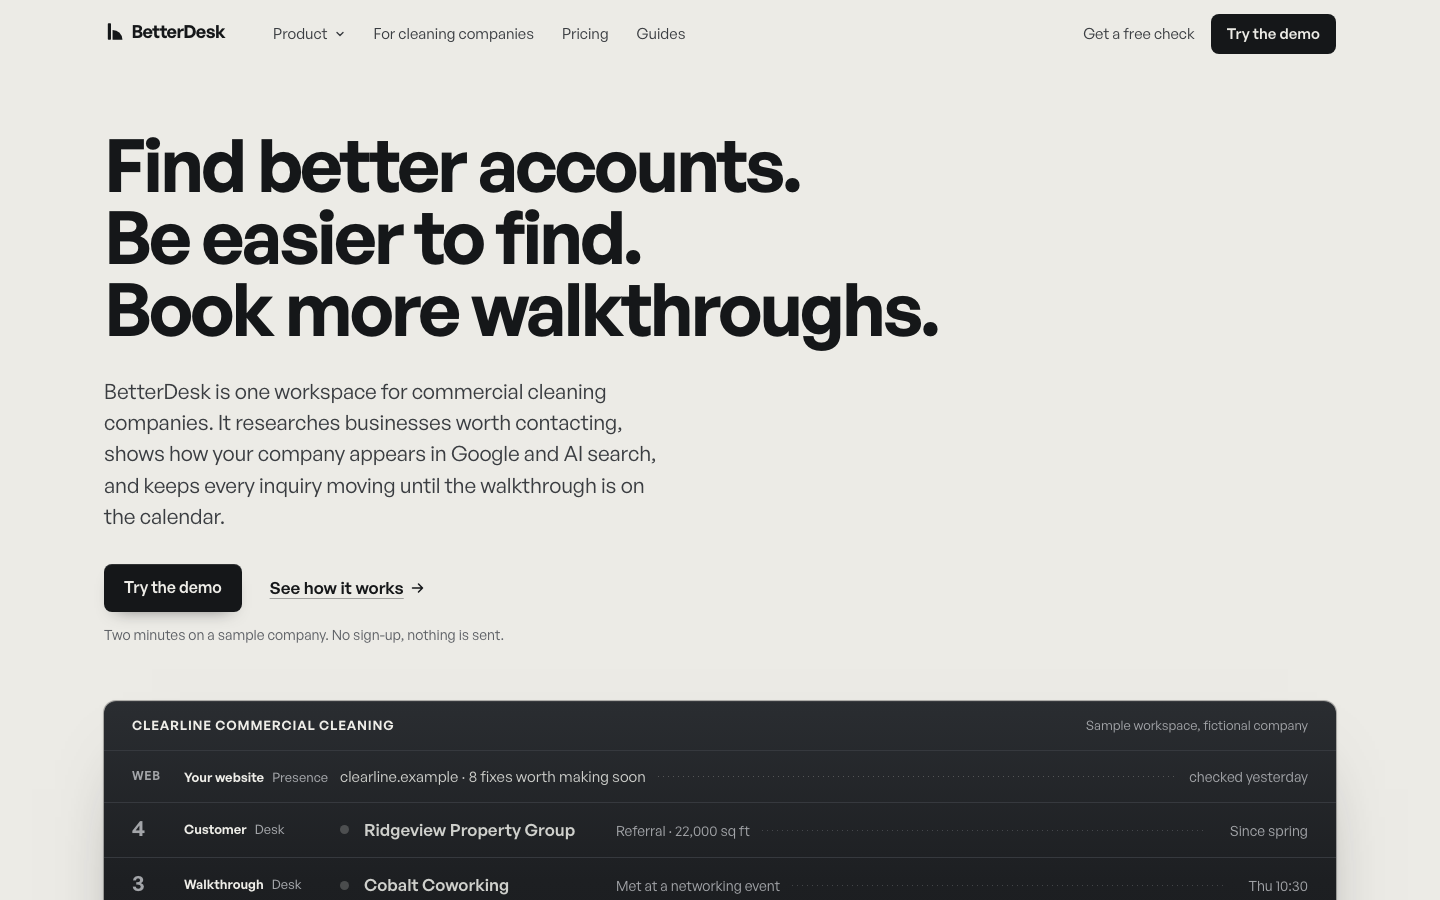 BetterDesk
Product
For cleaning companies
Pricing
Guides
Get a free check
Try the demo
Find better accounts.
Be easier to find.
Book more walkthroughs.
BetterDesk is one workspace for commercial cleaning
companies. It researches businesses worth contacting,
shows how your company appears in Google and AI search,
and keeps every inquiry moving until the walkthrough is on
the calendar.
Try the demo
See how it works →
Two minutes on a sample company. No sign-up, nothing is sent.
CLEARLINE COMMERCIAL CLEANING
Sample workspace, fictional company
WEB Your website Presence clearline.example · 8 fixes worth making soon checked yesterday
4 Customer Desk Ridgeview Property Group Referral · 22,000 sq ft Since spring
3 Walkthrough Desk Cobalt Coworking Met at a networking event Thu 10:30